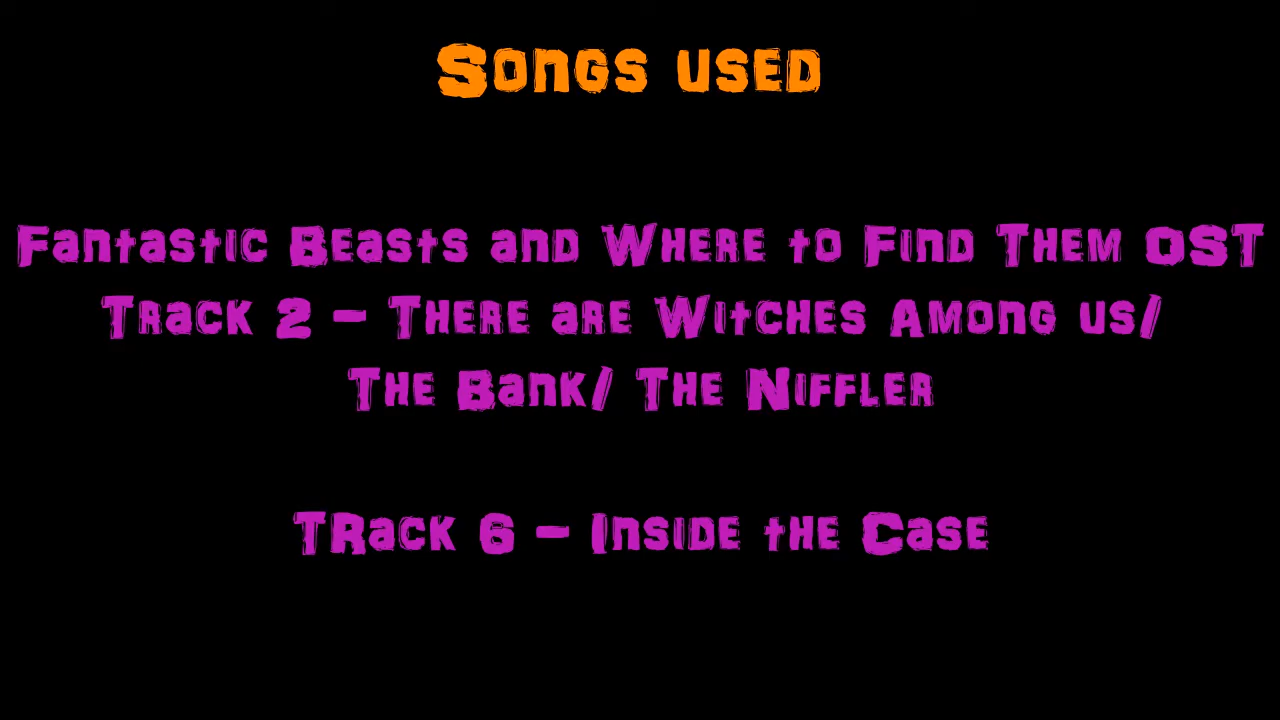 Songs used
Fantastic Beasts and Where to Find Them OST
Track 2 - There are Witches Among us/
The Bank/ The Niffler
TRack 6 - Inside the Case